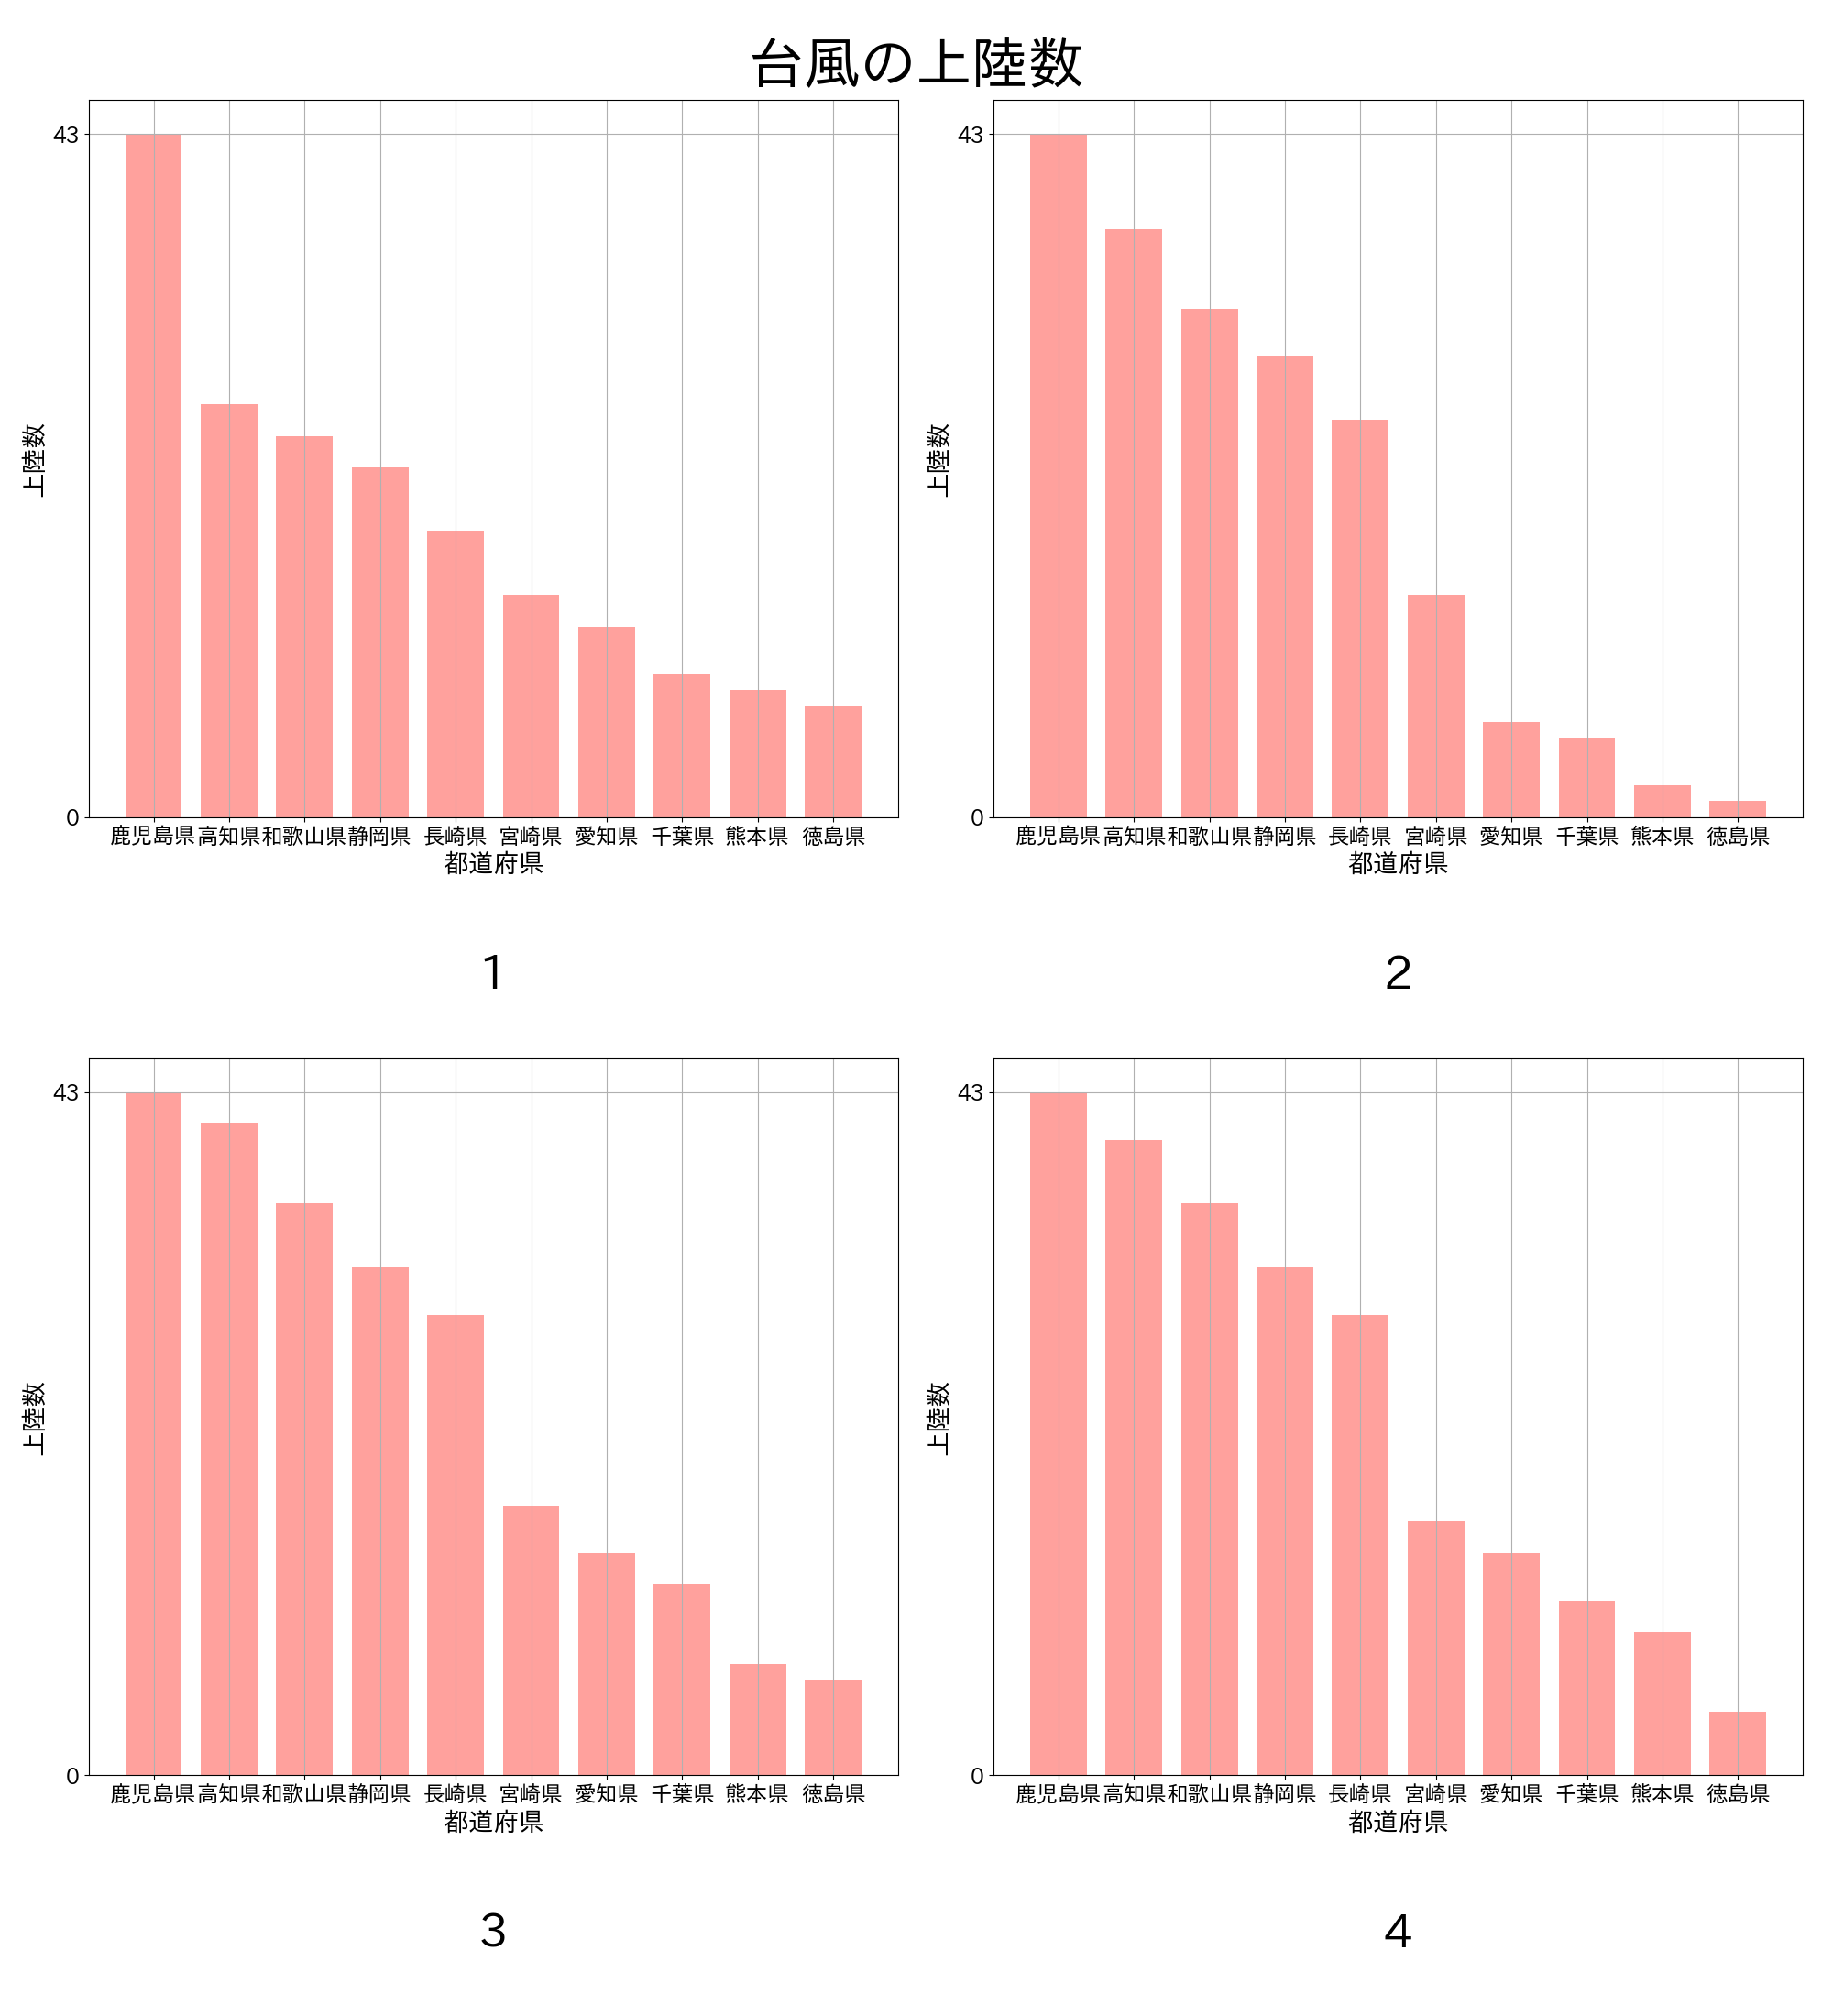 台風の上陸数
43
0
上陸数
鹿児島県 高知県 和歌山県 静岡県 長崎県 宮崎県 愛知県 千葉県 熊本県 徳島県
都道府県
1
43
0
上陸数
鹿児島県 高知県 和歌山県 静岡県 長崎県 宮崎県 愛知県 千葉県 熊本県 徳島県
都道府県
2
43
0
上陸数
鹿児島県 高知県 和歌山県 静岡県 長崎県 宮崎県 愛知県 千葉県 熊本県 徳島県
都道府県
3
43
0
上陸数
鹿児島県 高知県 和歌山県 静岡県 長崎県 宮崎県 愛知県 千葉県 熊本県 徳島県
都道府県
4